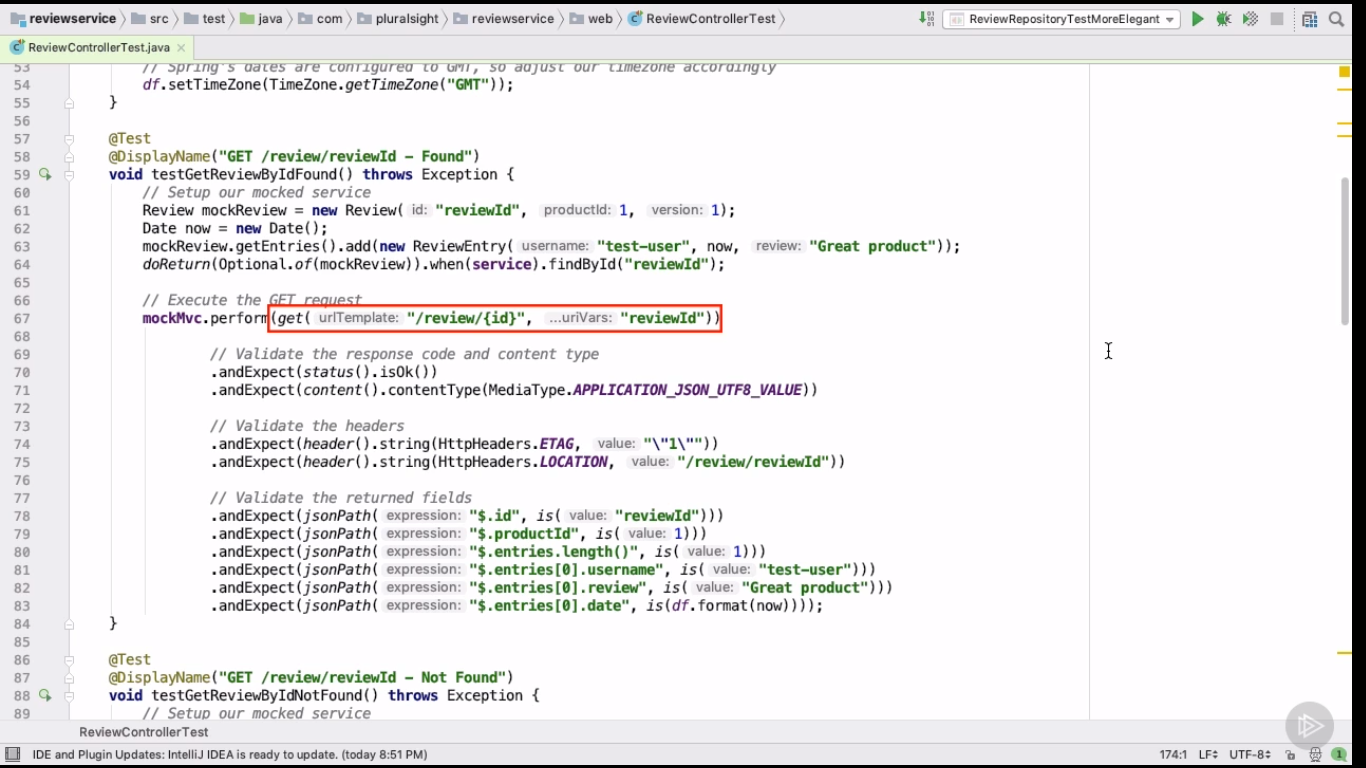 reviewservice src test java com pluralsight reviewservice web ReviewControllerTest ReviewRepositoryTestMoreElegant
ReviewControllerTest.java
53 // Spring's dates are configured to GMT, so adjust our timezone accordingly
54 df.setTimeZone(TimeZone.getTimeZone("GMT"));
55 }
56
57 @Test
58 @DisplayName("GET /review/reviewId - Found")
59 void testGetReviewByIdFound() throws Exception {
60 // Setup our mocked service
61 Review mockReview = new Review( id: "reviewId", productId: 1, version: 1);
62 Date now = new Date();
63 mockReview.getEntries().add(new ReviewEntry( username: "test-user", now, review: "Great product"));
64 doReturn(Optional.of(mockReview)).when(service).findById("reviewId");
65
66 // Execute the GET request
67 mockMvc.perform(get( urlTemplate: "/review/{id}", ...uriVars: "reviewId"))
68
69 // Validate the response code and content type
70 .andExpect(status().isOk())
71 .andExpect(content().contentType(MediaType.APPLICATION_JSON_UTF8_VALUE))
72
73 // Validate the headers
74 .andExpect(header().string(HttpHeaders.ETAG, value: "\"1\""))
75 .andExpect(header().string(HttpHeaders.LOCATION, value: "/review/reviewId"))
76
77 // Validate the returned fields
78 .andExpect(jsonPath( expression: "$.id", is( value: "reviewId")))
79 .andExpect(jsonPath( expression: "$.productId", is( value: 1)))
80 .andExpect(jsonPath( expression: "$.entries.length()", is( value: 1)))
81 .andExpect(jsonPath( expression: "$.entries[0].username", is( value: "test-user")))
82 .andExpect(jsonPath( expression: "$.entries[0].review", is( value: "Great product")))
83 .andExpect(jsonPath( expression: "$.entries[0].date", is(df.format(now))));
84 }
85
86 @Test
87 @DisplayName("GET /review/reviewId - Not Found")
88 void testGetReviewByIdNotFound() throws Exception {
89 // Setup our mocked service
ReviewControllerTest
IDE and Plugin Updates: IntelliJ IDEA is ready to update. (today 8:51 PM) 174:1 LF UTF-8 1